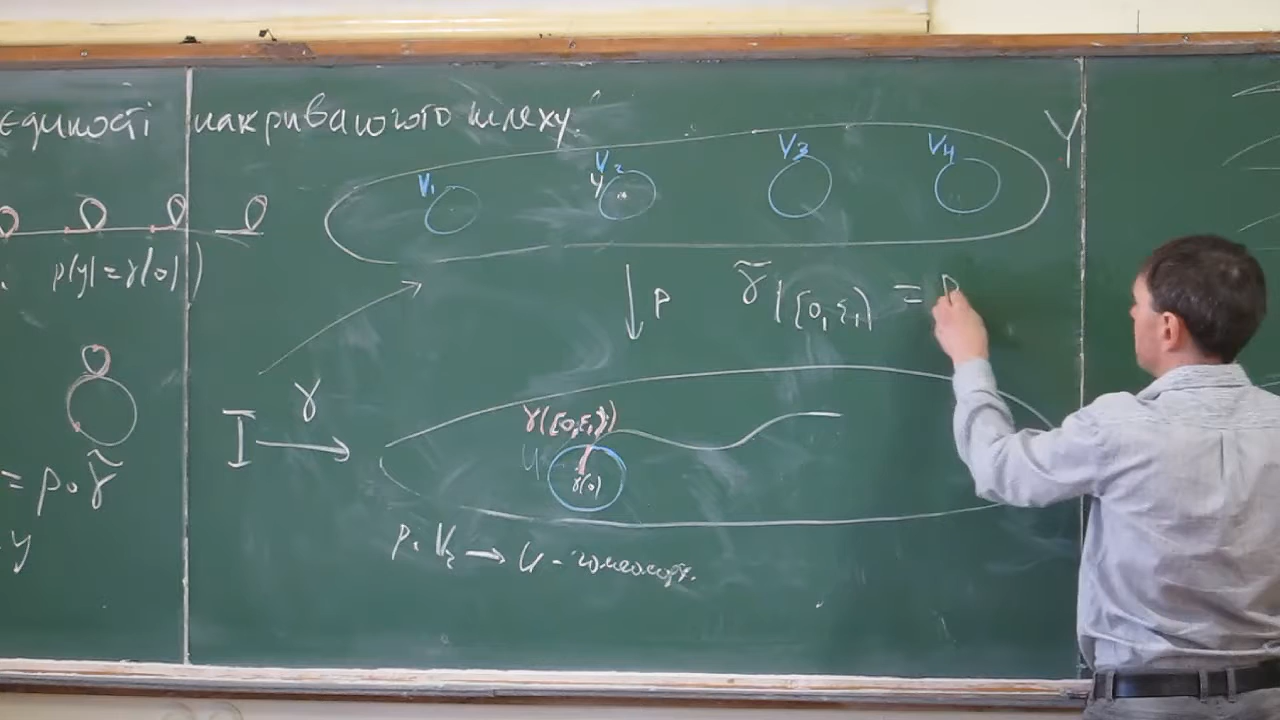 єдиності накриваючого шляху.
Y
V₁ V₂ V₃ V₄
y
p(y)=γ(0))
p
γ̃|[0,ε₁) = p
γ
I
γ([0,ε₁))
U
γ(0)
= p∘γ̃
y
p: V₂ → U - гомеоморф.